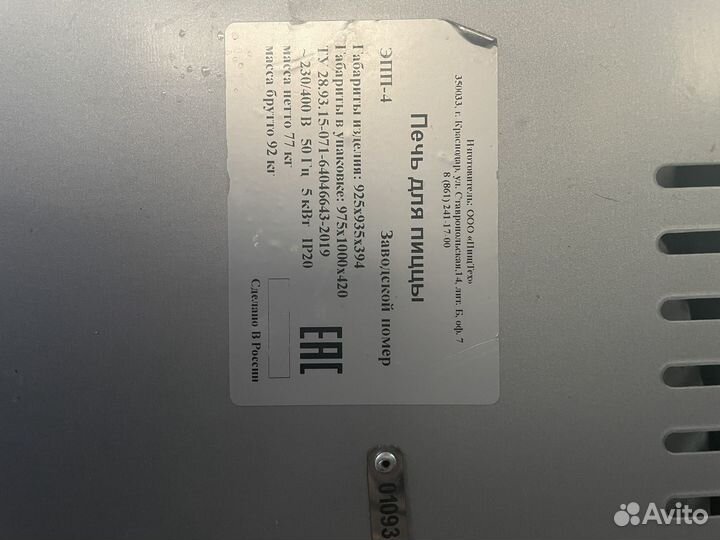 Изготовитель: ООО «ПищТех»
350033, г. Краснодар, ул. Ставропольская,14, лит. Б, оф. 7
8 (861) 241-17-00
Печь для пиццы
ЭПП-4 Заводской номер
Габариты изделия: 925х935х394
Габариты в упаковке: 975х1000х420
ТУ 28.93.15-071-64046643-2019
~ 230/400 В 50 Гц 5 кВт IP20
масса нетто 77 кг
масса брутто 92 кг
EAC
Сделано В России
01093
Avito